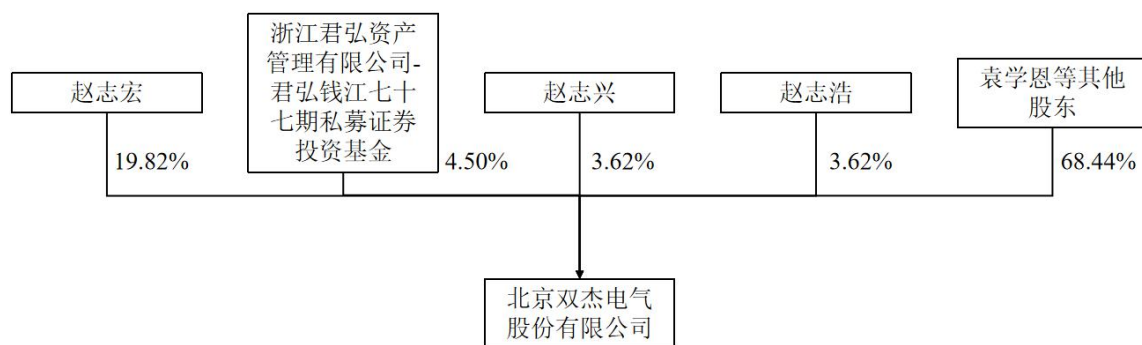 浙江君弘资产
管理有限公司-
君弘钱江七十
七期私募证券
投资基金
赵志宏
赵志兴
赵志浩
袁学恩等其他
股东
19.82%
4.50%
3.62%
3.62%
68.44%
北京双杰电气
股份有限公司